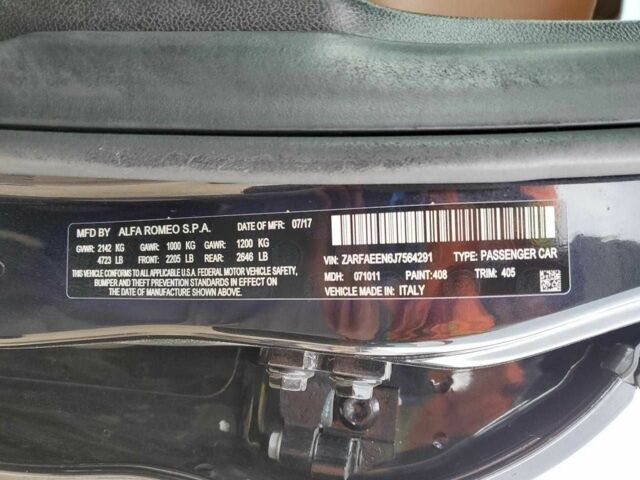 MFD BY ALFA ROMEO S.P.A. DATE OF MFR: 07/17
GVWR: 2142 KG GAWR: 1000 KG GAWR: 1200 KG
4723 LB FRONT: 2205 LB REAR: 2646 LB
THIS VEHICLE CONFORMS TO ALL APPLICABLE U.S.A. FEDERAL MOTOR VEHICLE SAFETY,
BUMPER AND THEFT PREVENTION STANDARDS IN EFFECT ON THE DATE OF
MANUFACTURE SHOWN ABOVE.
VIN: ZARFAEEN6J7564291 TYPE: PASSENGER CAR
MDH: 071011 PAINT: 408 TRIM: 405
VEHICLE MADE IN: ITALY